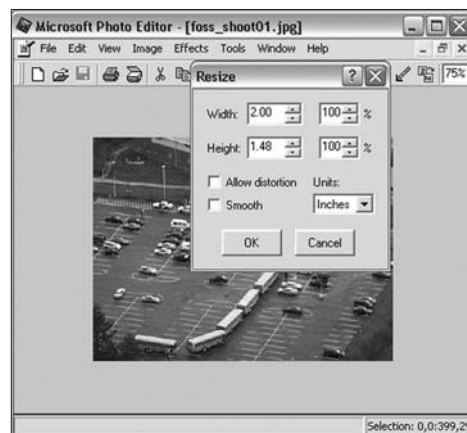 Microsoft Photo Editor - [foss_shoot01.jpg]
File Edit View Image Effects Tools Window Help
75%
Resize
Width: 2.00 100 %
Height: 1.48 100 %
Allow distortion Units:
Smooth Inches
OK Cancel
Selection: 0,0:399,2